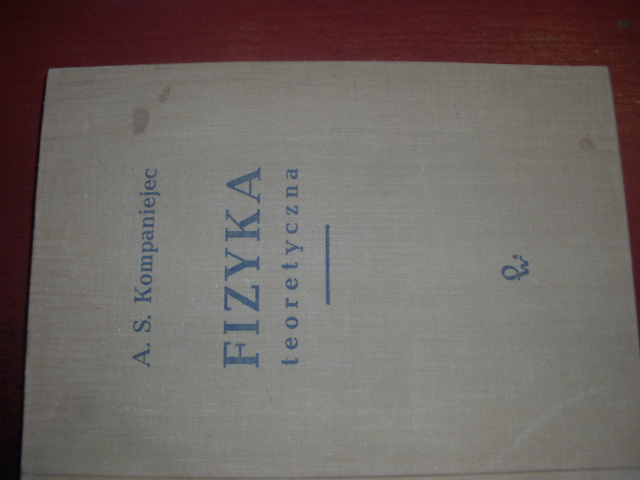 A. S. Kompaniejec
FIZYKA
teoretyczna